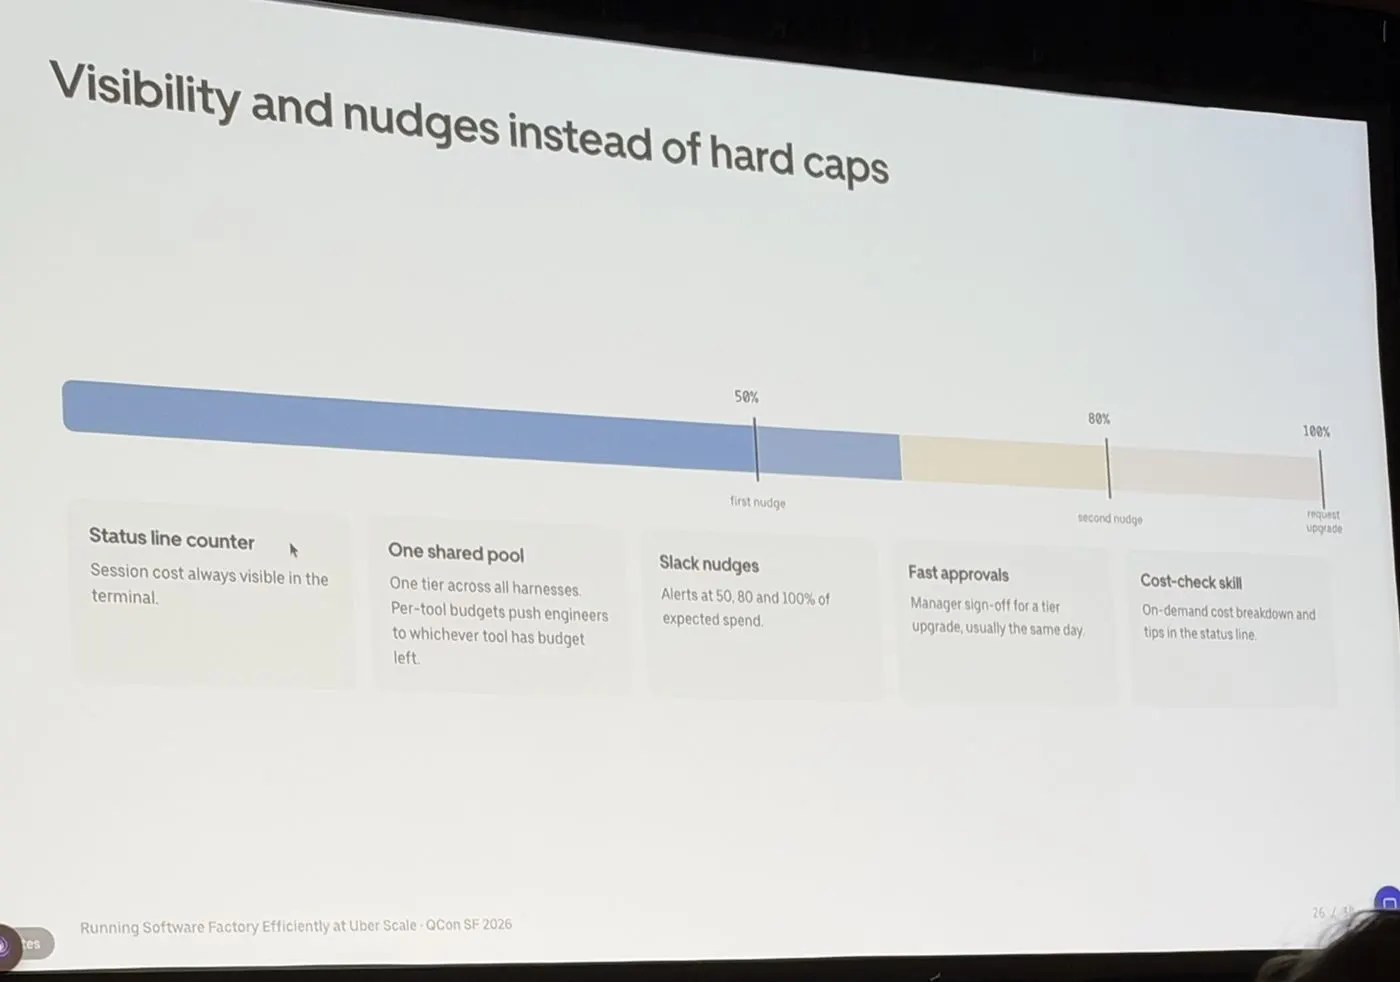 Visibility and nudges instead of hard caps
50%
80%
100%
first nudge
second nudge
request
upgrade
Status line counter
Session cost always visible in the
terminal.
One shared pool
One tier across all harnesses.
Per-tool budgets push engineers
to whichever tool has budget
left.
Slack nudges
Alerts at 50, 80 and 100% of
expected spend.
Fast approvals
Manager sign-off for a tier
upgrade, usually the same day.
Cost-check skill
On-demand cost breakdown and
tips in the status line.
Running Software Factory Efficiently at Uber Scale · QCon SF 2026
26 /
tes